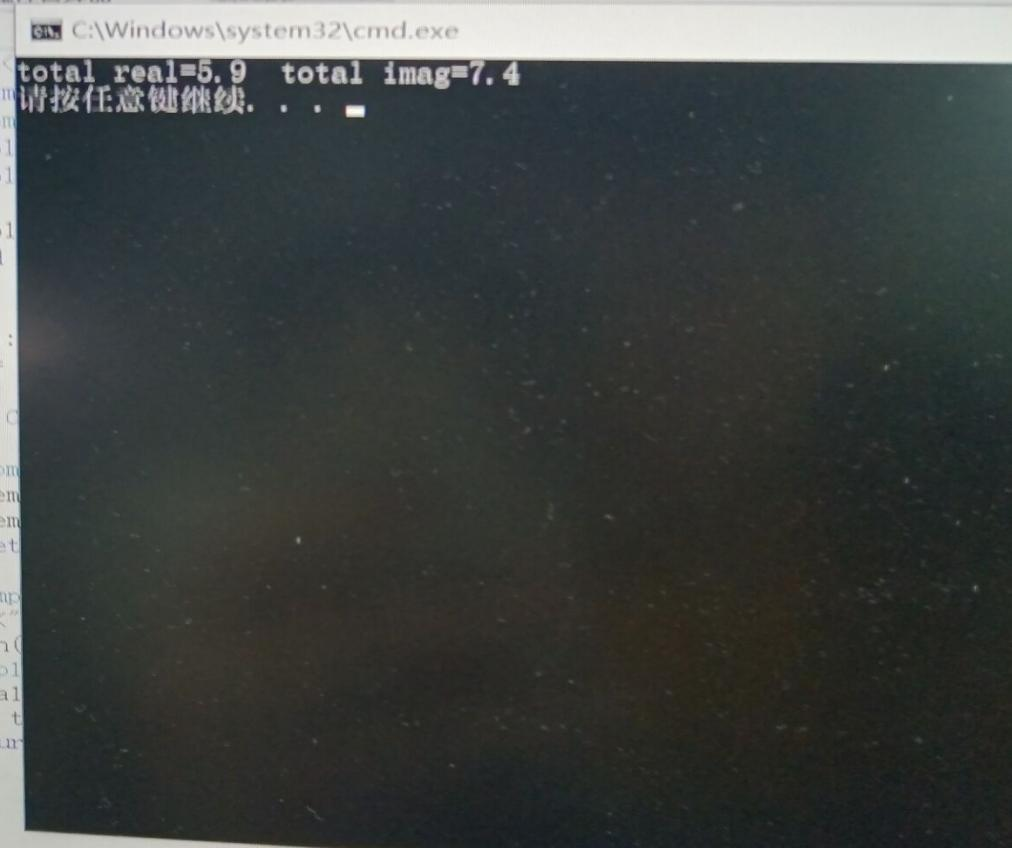 C:\Windows\system32\cmd.exe
total real=5.9  total imag=7.4
请按任意键继续. . .